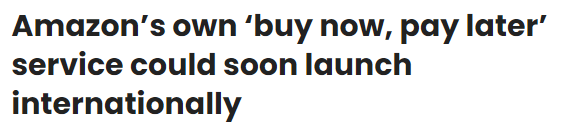 Amazon’s own ‘buy now, pay later’
service could soon launch
internationally